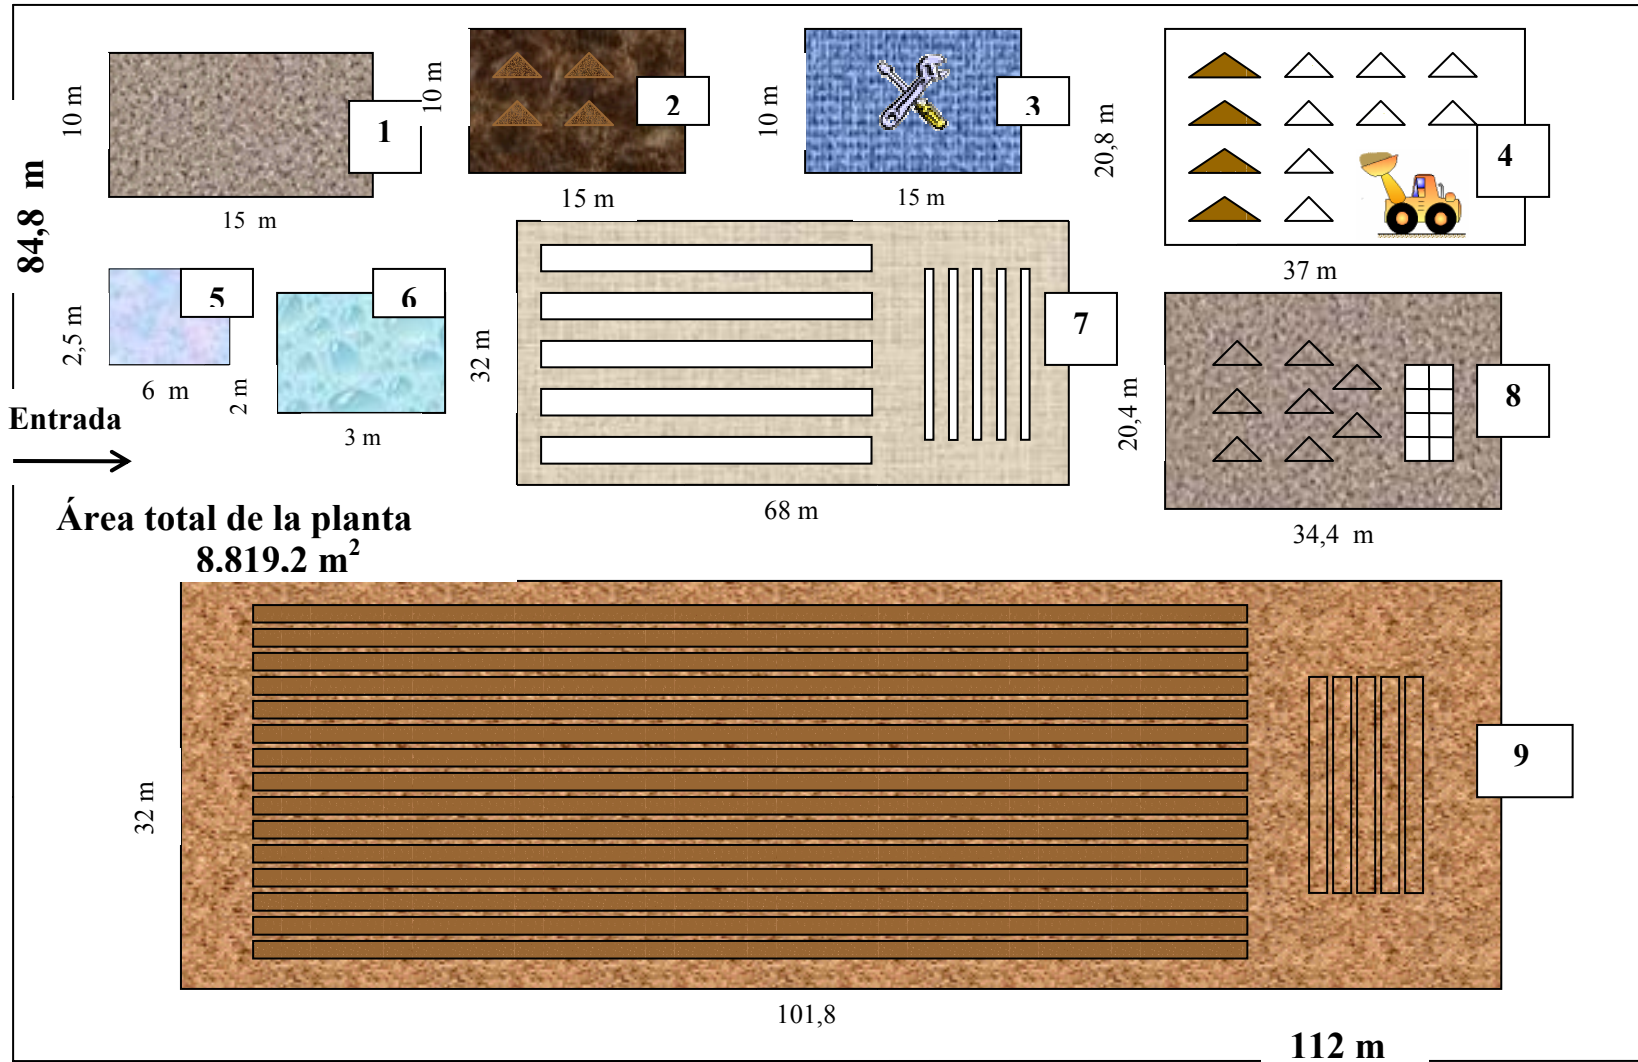 84,8 m
10 m
1
15 m
10 m
2
15 m
10 m
3
15 m
20,8 m
4
37 m
2,5 m
5
6 m
2 m
6
3 m
32 m
7
68 m
20,4 m
8
34,4 m
Entrada
Área total de la planta
8.819,2 m²
32 m
9
101,8
112 m